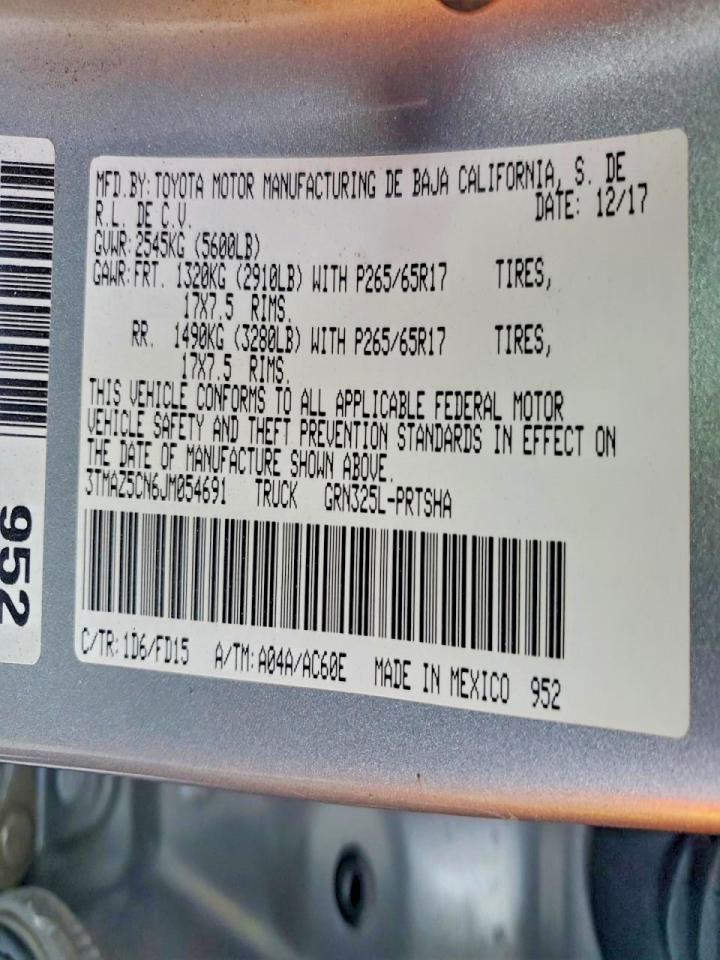 MFD.BY:TOYOTA MOTOR MANUFACTURING DE BAJA CALIFORNIA, S. DE
R.L. DE C.V. DATE: 12/17
GVWR:2545KG (5600LB)
GAWR:FRT. 1320KG (2910LB) WITH P265/65R17 TIRES,
17X7.5 RIMS.
RR. 1490KG (3280LB) WITH P265/65R17 TIRES,
17X7.5 RIMS.
THIS VEHICLE CONFORMS TO ALL APPLICABLE FEDERAL MOTOR
VEHICLE SAFETY AND THEFT PREVENTION STANDARDS IN EFFECT ON
THE DATE OF MANUFACTURE SHOWN ABOVE.
3TMAZ5CN6JM054691 TRUCK GRN325L-PRTSHA
C/TR:1D6/FD15 A/TM:A04A/AC60E MADE IN MEXICO 952
952